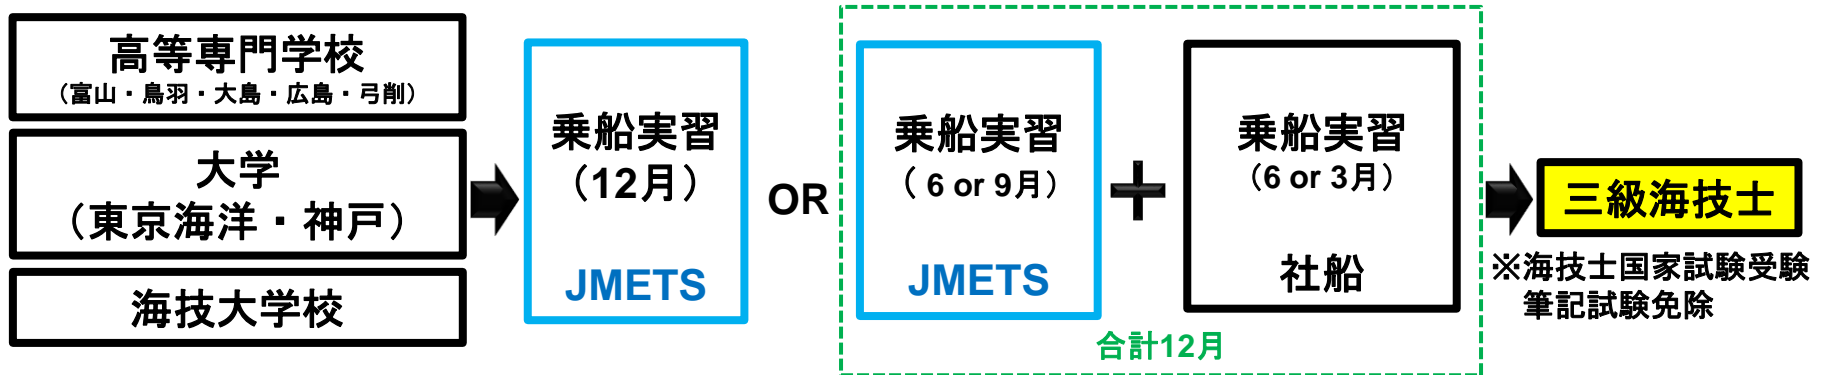 高等専門学校
（富山・鳥羽・大島・広島・弓削）
大学
（東京海洋・神戸）
海技大学校
乗船実習
（12月）
JMETS
OR
乗船実習
（ 6 or 9月）
JMETS
＋
乗船実習
（6 or 3月）
社船
合計12月
三級海技士
※海技士国家試験受験
筆記試験免除